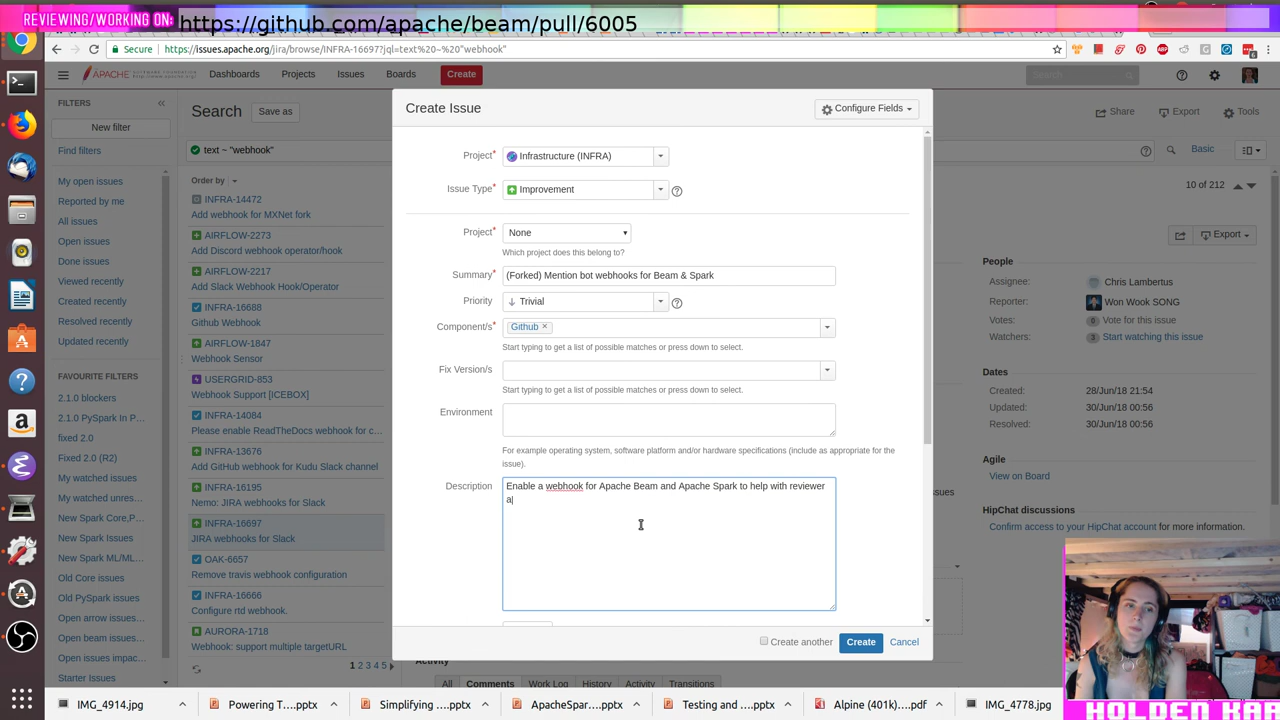 REVIEWING/WORKING ON: https://github.com/apache/beam/pull/6005
Secure https://issues.apache.org/jira/browse/INFRA-16697?jql=text%20~%20"webhook"
APACHE Dashboards Projects Issues Boards Create Search
FILTERS
New filter
Find filters
My open issues
Reported by me
All issues
Open issues
Done issues
Viewed recently
Created recently
Resolved recently
Updated recently
FAVOURITE FILTERS
2.1.0 blockers
2.1.0 PySpark In P...
fixed 2.0
Fixed 2.0 (R2)
My watched issues
My watched unres...
New Spark Core,P...
New Spark Issues
New Spark ML/ML...
Old Core issues
Old PySpark issues
Open arrow issues...
Open beam issues...
Open issues impac...
Starter Issues
Search Save as
text ~ "webhook"
Order by
INFRA-14472
Add webhook for MXNet fork
AIRFLOW-2273
Add Discord webhook operator/hook
AIRFLOW-2217
Add Slack Webhook Hook/Operator
INFRA-16688
Github Webhook
AIRFLOW-1847
Webhook Sensor
USERGRID-853
Webhook Support [ICEBOX]
INFRA-14084
Please enable ReadTheDocs webhook for c...
INFRA-13676
Add GitHub webhook for Kudu Slack channel
INFRA-16195
Nemo: JIRA webhooks for Slack
INFRA-16697
JIRA webhooks for Slack
OAK-6657
Remove travis webhook configuration
INFRA-16666
Configure rtd webhook.
AURORA-1718
Webhook: support multiple targetURL
1 2 3 4 5
Create Issue
Configure Fields
Project* Infrastructure (INFRA)
Issue Type* Improvement
Project* None
Which project does this belong to?
Summary* (Forked) Mention bot webhooks for Beam & Spark
Priority Trivial
Component/s Github ×
Start typing to get a list of possible matches or press down to select.
Fix Version/s
Start typing to get a list of possible matches or press down to select.
Environment
For example operating system, software platform and/or hardware specifications (include as appropriate for the
issue).
Description
Enable a webhook for Apache Beam and Apache Spark to help with reviewer
a
Create another Create Cancel
Share Export Tools
Basic
10 of 212
Export
People
Assignee: Chris Lambertus
Reporter: Won Wook SONG
Votes: 0 Vote for this issue
Watchers: 3 Start watching this issue
Dates
Created: 28/Jun/18 21:54
Updated: 30/Jun/18 00:56
Resolved: 30/Jun/18 00:56
Agile
View on Board
HipChat discussions
Confirm access to your HipChat account for more information.
Activity
All Comments Work Log History Activity Transitions
IMG_4914.jpg Powering T....pptx Simplifying ....pptx ApacheSpar....pptx Testing and ....pptx Alpine (401k)....pdf IMG_4778.jpg
HOLDEN KAR